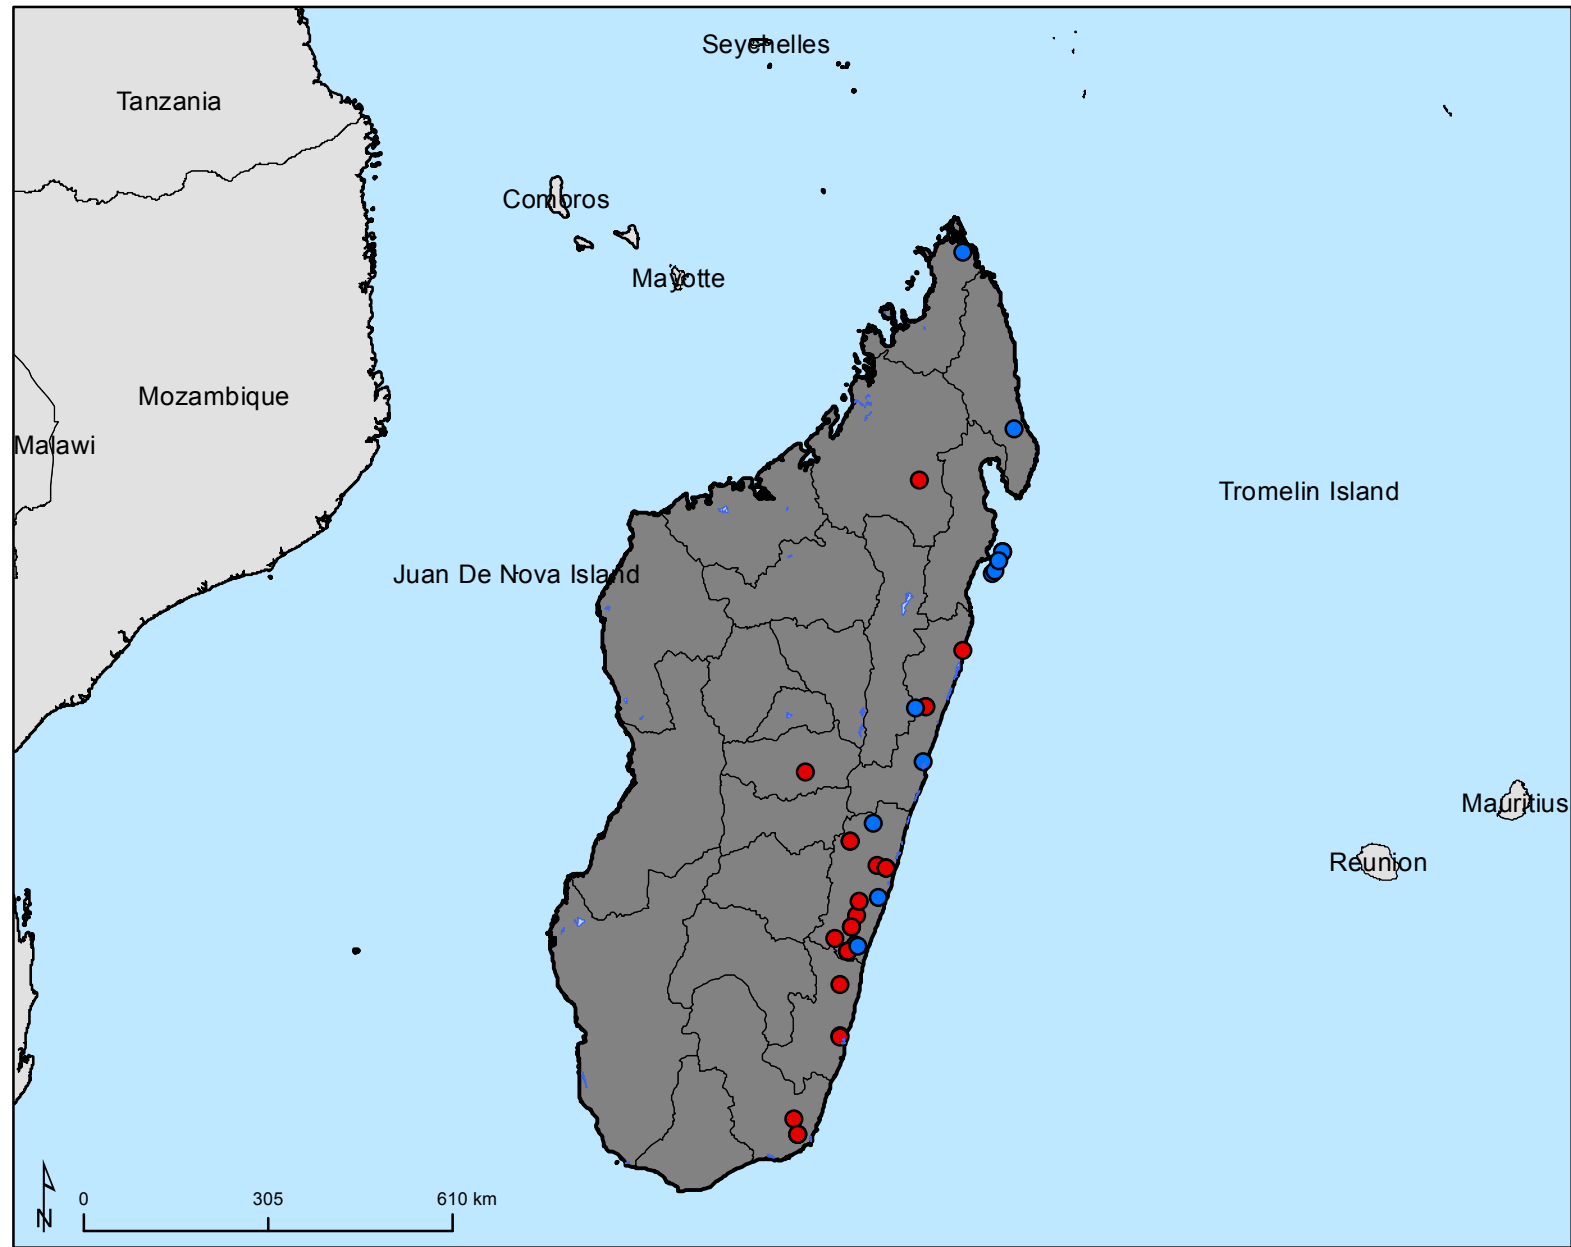 Seychelles
Tanzania
Comoros
Mayotte
Mozambique
Malawi
Tromelin Island
Juan De Nova Island
Mauritius
Reunion
0 305 610 km
N